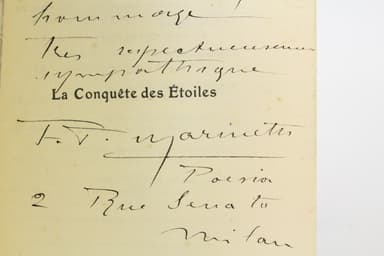 hommage
très respectueusement
sympathique
La Conquête des Étoiles
F. T. Marinetti
Poesia
2 Rue Senato
Milan